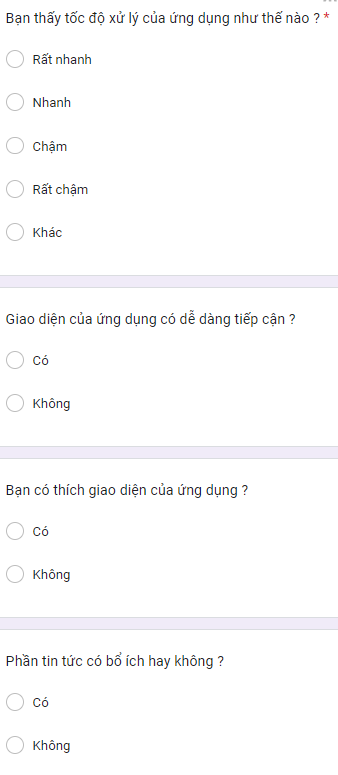 Bạn thấy tốc độ xử lý của ứng dụng như thế nào ? *
Rất nhanh
Nhanh
Chậm
Rất chậm
Khác
Giao diện của ứng dụng có dễ dàng tiếp cận ?
Có
Không
Bạn có thích giao diện của ứng dụng ?
Có
Không
Phần tin tức có bổ ích hay không ?
Có
Không